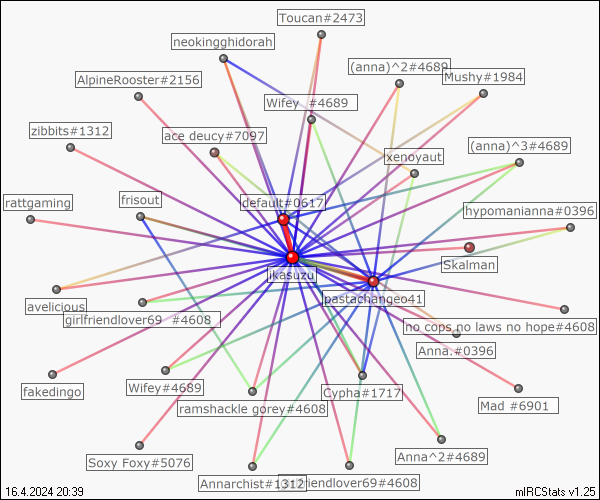 Toucan#2473
neokingghidorah
(anna)^2#4689
Mushy#1984
AlpineRooster#2156
Wifey_ #4689
zibbits#1312
ace deucy#7097
(anna)^3#4689
xenoyaut
rattgaming
frisout
default#0617
hypomanianna#0396
Skalman
ikasuzu
pastachangeo41
avelicious
girlfriendlover69_#4608
no cops no laws no hope#4608
Anna.#0396
fakedingo
Wifey#4689
Cypha#1717
ramshackle gorey#4608
Mad #6901
Soxy Foxy#5076
Anna^2#4689
Annarchist#1312
friendlover69#4608
16.4.2024 20:39
mIRCStats v1.25